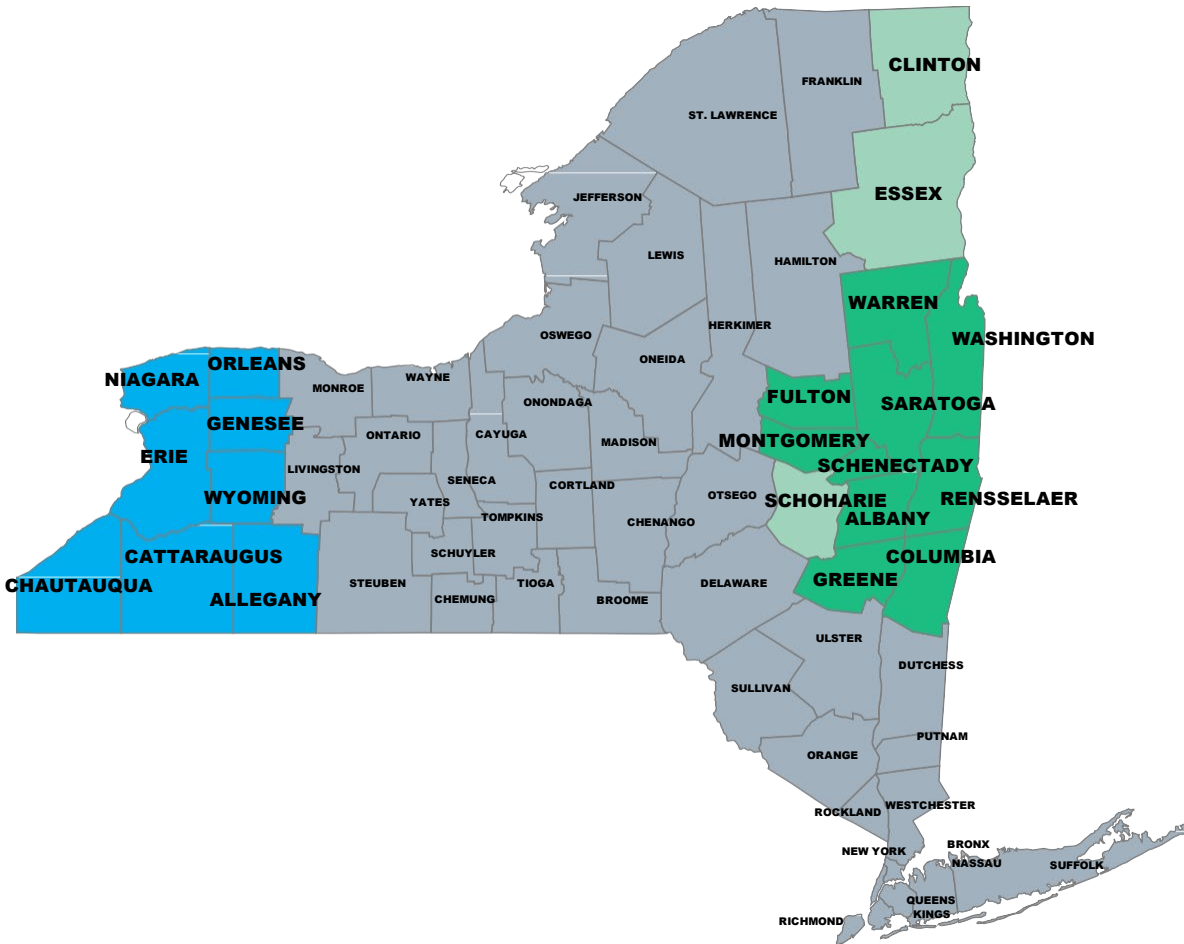 CLINTON
FRANKLIN
ST. LAWRENCE
ESSEX
JEFFERSON
LEWIS
HAMILTON
WARREN
HERKIMER
OSWEGO
WASHINGTON
ONEIDA
ORLEANS
NIAGARA
WAYNE
MONROE
FULTON
ONONDAGA
SARATOGA
GENESEE
ONTARIO
CAYUGA
MADISON
MONTGOMERY
ERIE
LIVINGSTON
SCHENECTADY
SENECA
CORTLAND
WYOMING
YATES
OTSEGO
SCHOHARIE
RENSSELAER
TOMPKINS
CHENANGO
ALBANY
CATTARAUGUS
SCHUYLER
COLUMBIA
CHAUTAUQUA
STEUBEN
TIOGA
DELAWARE
GREENE
ALLEGANY
CHEMUNG
BROOME
ULSTER
DUTCHESS
SULLIVAN
PUTNAM
ORANGE
ROCKLAND
WESTCHESTER
NEW YORK
BRONX
NASSAU
SUFFOLK
QUEENS
KINGS
RICHMOND